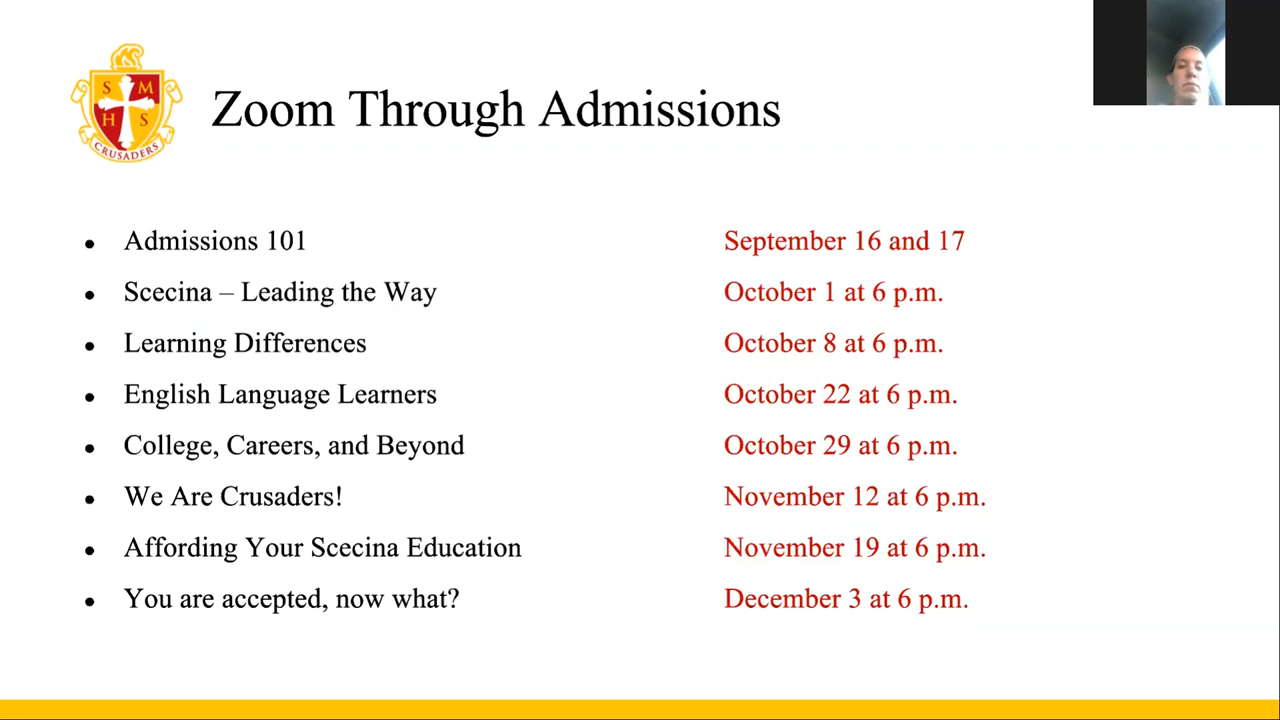 S M
H S
CRUSADERS
Zoom Through Admissions
● Admissions 101 September 16 and 17
● Scecina – Leading the Way October 1 at 6 p.m.
● Learning Differences October 8 at 6 p.m.
● English Language Learners October 22 at 6 p.m.
● College, Careers, and Beyond October 29 at 6 p.m.
● We Are Crusaders! November 12 at 6 p.m.
● Affording Your Scecina Education November 19 at 6 p.m.
● You are accepted, now what? December 3 at 6 p.m.